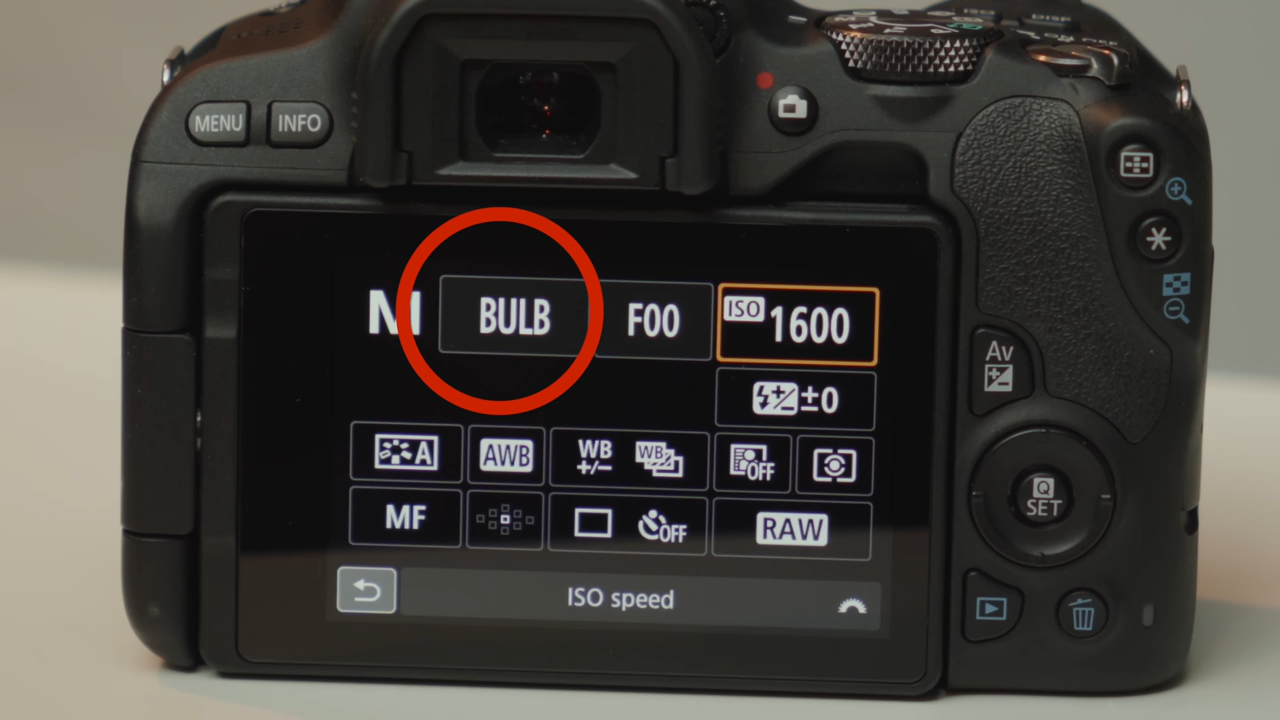 MENU INFO
M BULB F00 ISO 1600
±0
A AWB WB +/- WB OFF
MF OFF RAW
ISO speed
Av
Q
SET